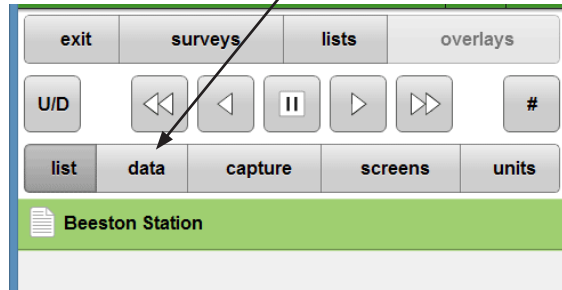 exit surveys lists overlays
U/D #
list data capture screens units
Beeston Station